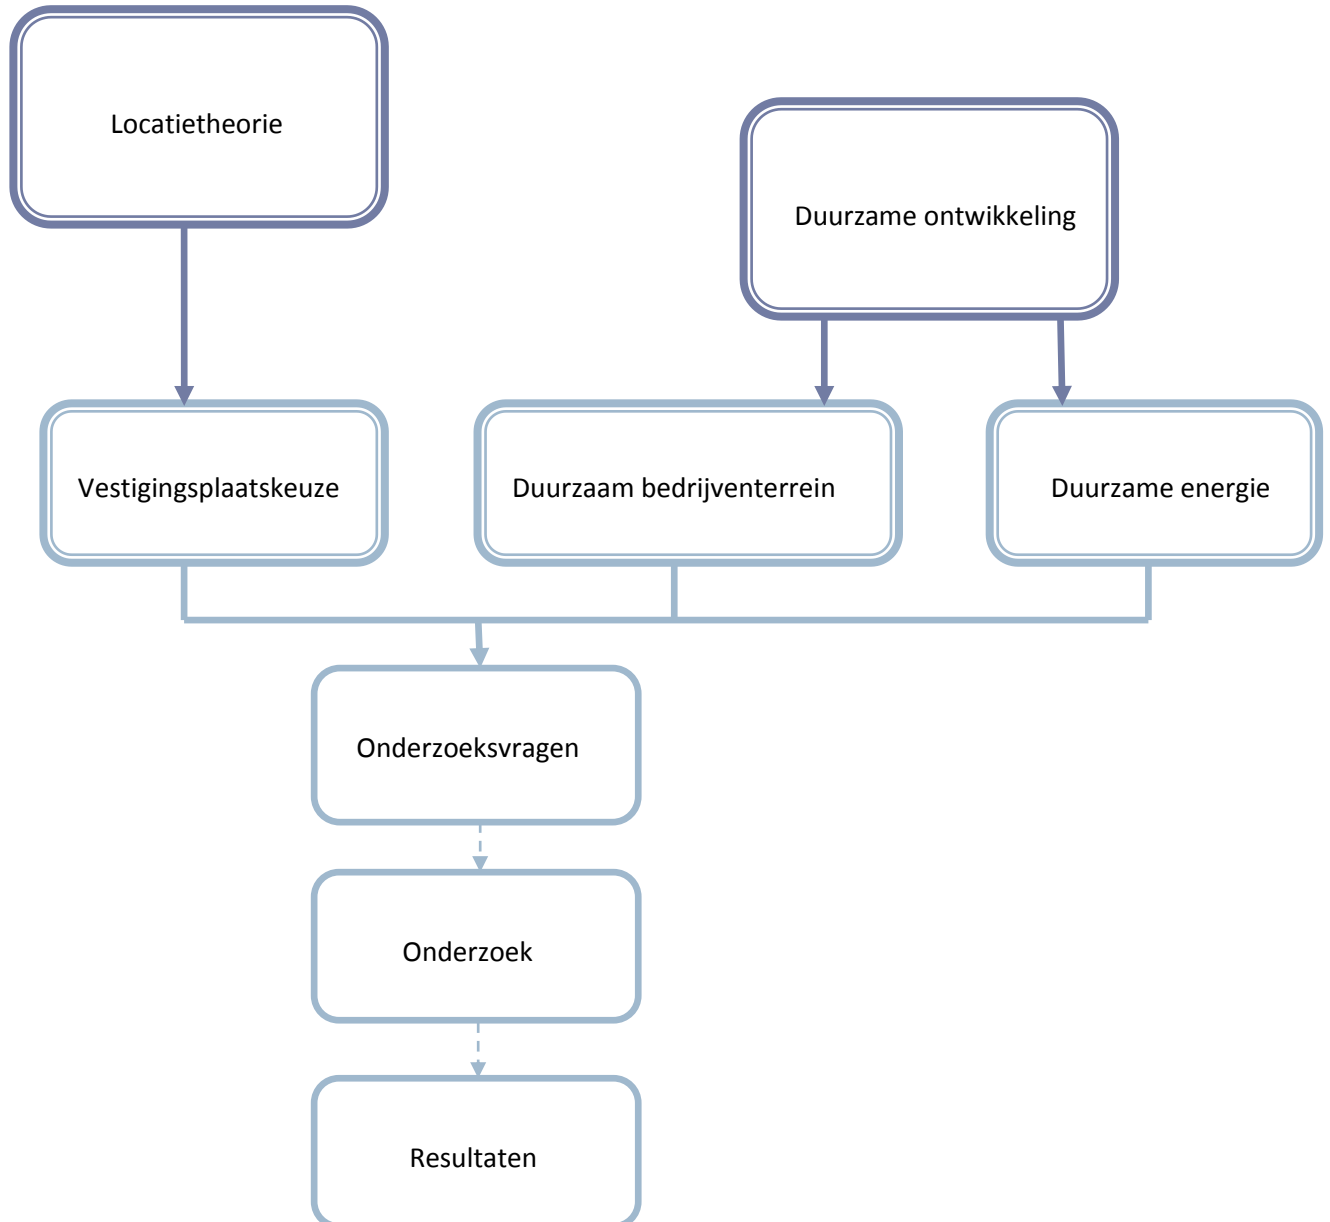 Locatietheorie
Duurzame ontwikkeling
Vestigingsplaatskeuze
Duurzaam bedrijventerrein
Duurzame energie
Onderzoeksvragen
Onderzoek
Resultaten